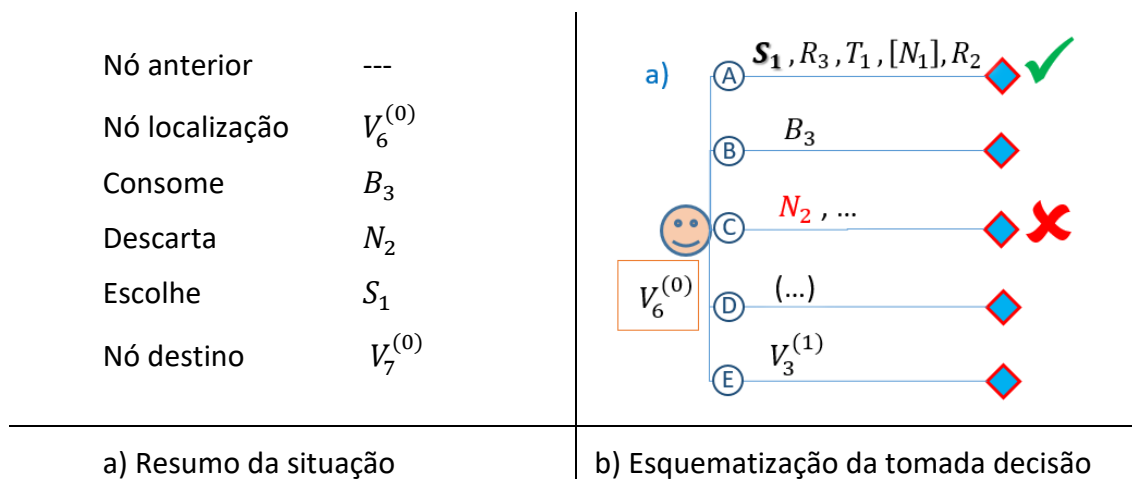 Nó anterior ---
Nó localização V_6^(0)
Consome B_3
Descarta N_2
Escolhe S_1
Nó destino V_7^(0)
a) Resumo da situação
a)
A S_1 , R_3 , T_1 , [N_1], R_2
B B_3
C N_2 , ...
V_6^(0)
D (...)
E V_3^(1)
b) Esquematização da tomada decisão